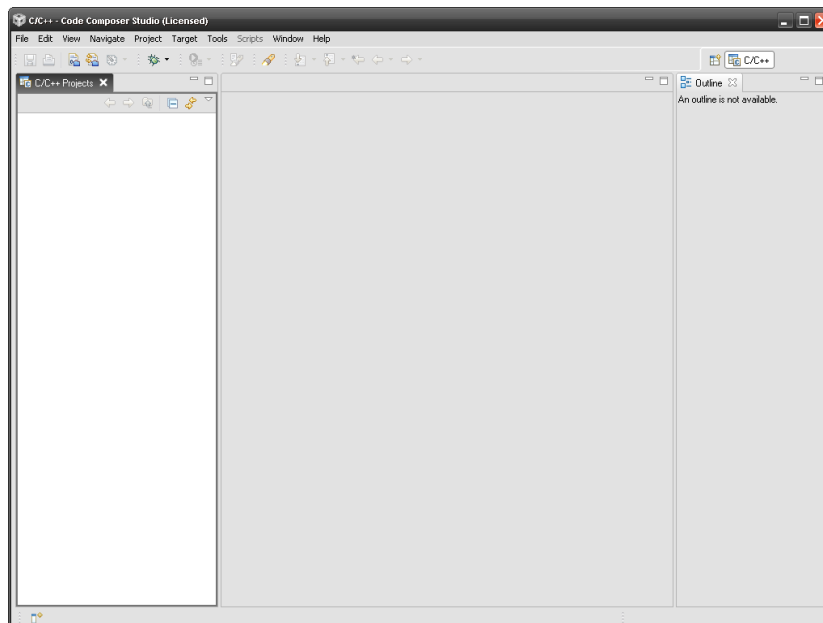 C/C++ - Code Composer Studio (Licensed)
File Edit View Navigate Project Target Tools Scripts Window Help
C/C++
C/C++ Projects
Outline
An outline is not available.